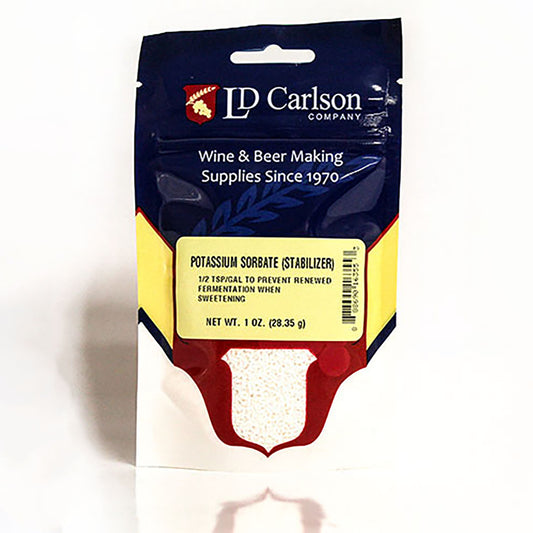 LD Carlson
COMPANY
Wine & Beer Making
Supplies Since 1970
POTASSIUM SORBATE (STABILIZER)
1/2 TSP/GAL TO PREVENT RENEWED
FERMENTATION WHEN
SWEETENING
NET WT. 1 OZ. (28.35 g)